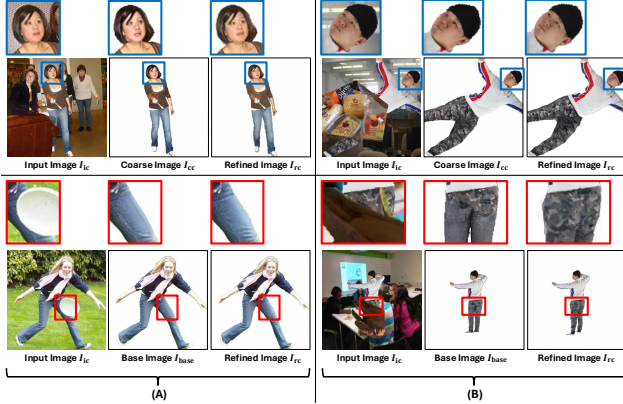 Input Image I_ic Coarse Image I_cc Refined Image I_rc
Input Image I_ic Coarse Image I_cc Refined Image I_rc
Input Image I_ic Base Image I_base Refined Image I_rc
Input Image I_ic Base Image I_base Refined Image I_rc
(A)
(B)